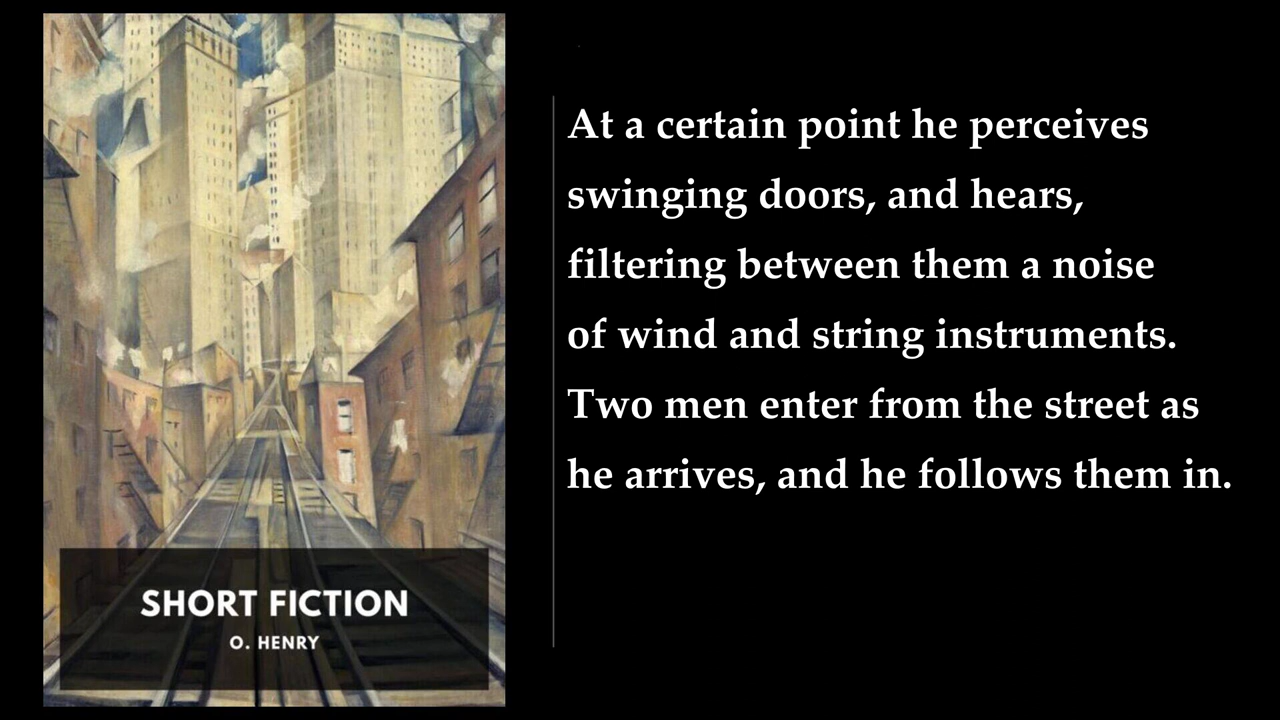 At a certain point he perceives
swinging doors, and hears,
filtering between them a noise
of wind and string instruments.
Two men enter from the street as
he arrives, and he follows them in.
SHORT FICTION
O. HENRY